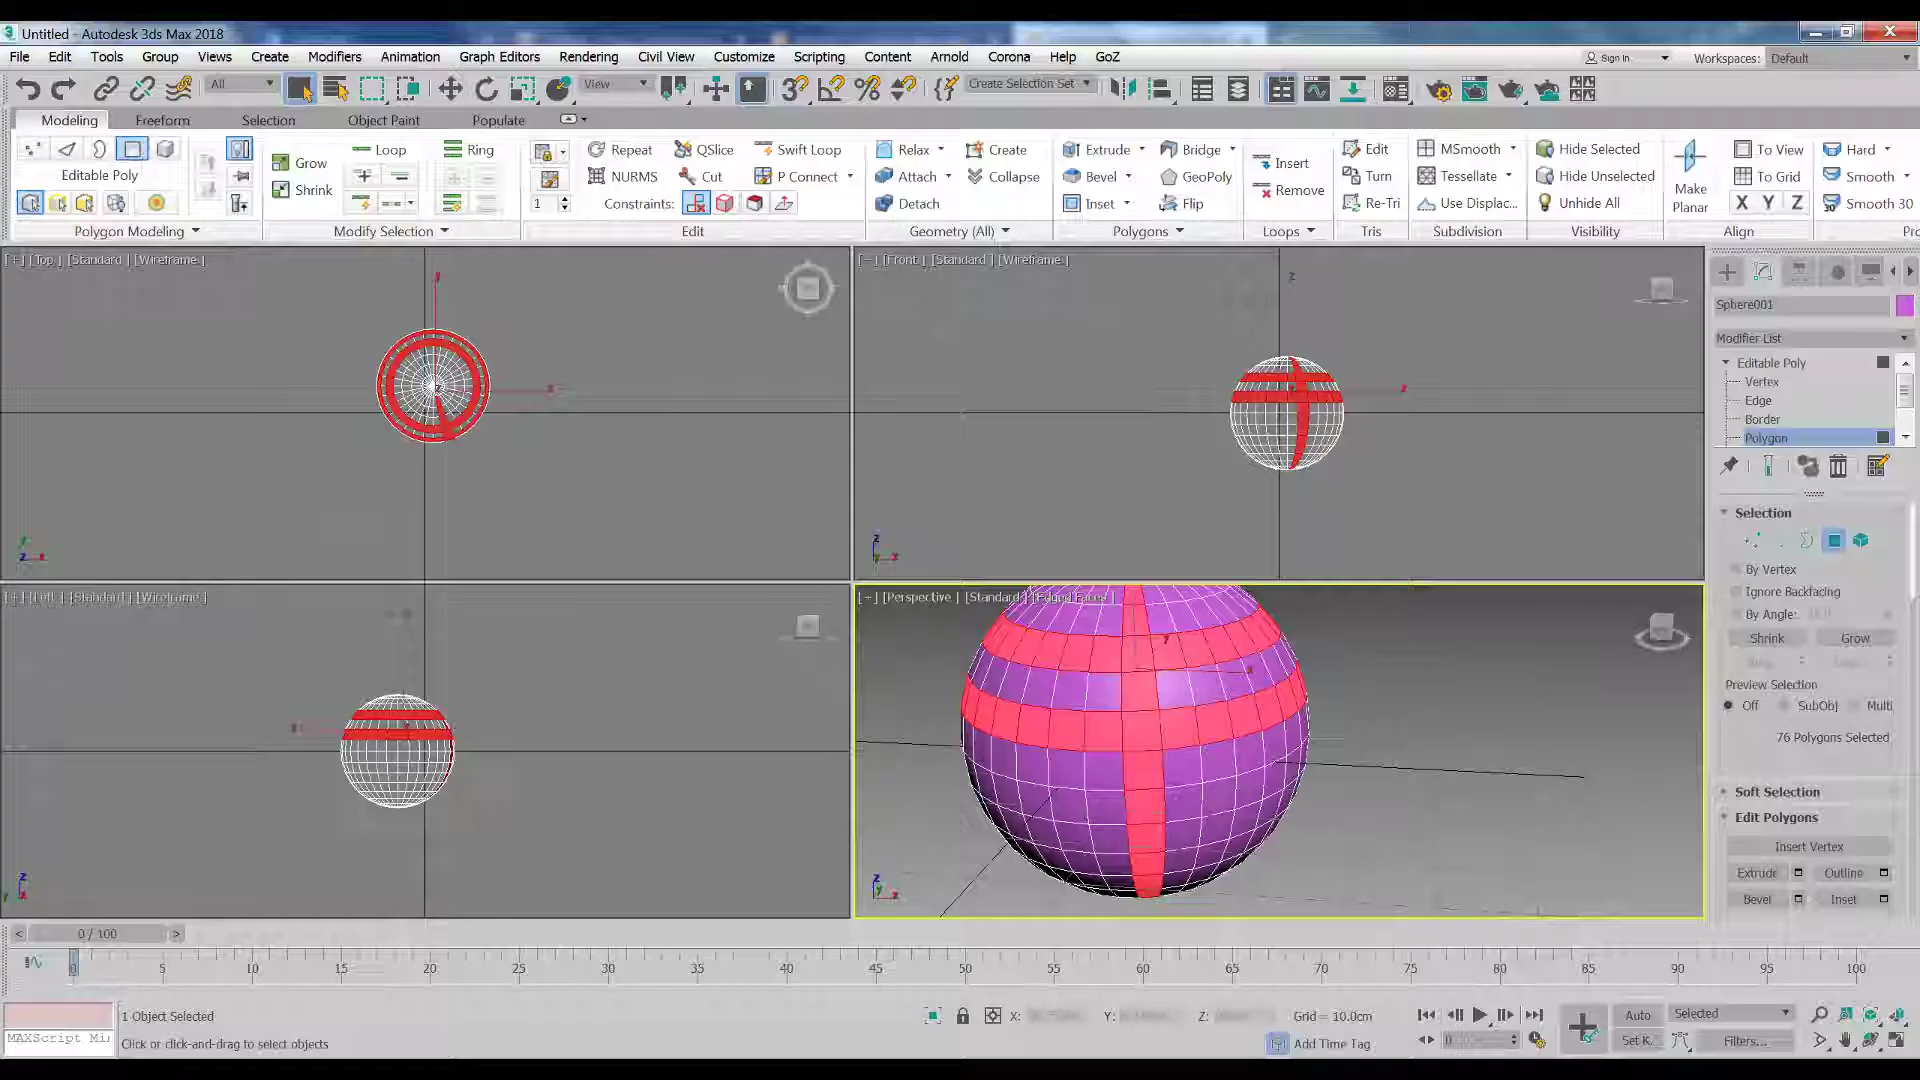 Untitled - Autodesk 3ds Max 2018
File Edit Tools Group Views Create Modifiers Animation Graph Editors Rendering Civil View Customize Scripting Content Arnold Corona Help GoZ Sign In Workspaces: Default
All View Create Selection Set
Modeling Freeform Selection Object Paint Populate
Loop Ring Repeat QSlice Swift Loop Relax Create Extrude Bridge Edit MSmooth Hide Selected To View Hard
Editable Poly Grow Shrink NURMS Cut P Connect Attach Collapse Bevel GeoPoly Insert Remove Turn Tessellate Hide Unselected Make Planar To Grid Smooth
1 Constraints: Detach Inset Flip Re-Tri Use Displac... Unhide All X Y Z Smooth 30
Polygon Modeling Modify Selection Edit Geometry (All) Polygons Loops Tris Subdivision Visibility Align
[+] [Top ] [Standard ] [Wireframe ]
[Front ] [Standard ] [Wireframe ]
Sphere001
Modifier List
Editable Poly
Vertex
Edge
Border
Polygon
Selection
By Vertex
Ignore Backfacing
By Angle:
Shrink Grow
Preview Selection
Off SubObj Multi
76 Polygons Selected
Soft Selection
Edit Polygons
Insert Vertex
Extrude Outline
Bevel Inset
[+] [Left ] [Standard ] [Wireframe ]
[+] [Perspective ] [Standard ] [Edged Faces ]
< 0 / 100 >
0 5 10 15 20 25 30 35 40 45 50 55 60 65 70 75 80 85 90 95 100
1 Object Selected X: Y: Z: Grid = 10.0cm Auto Selected
MAXScript Mi Click or click-and-drag to select objects Add Time Tag 0 Set K. Filters...